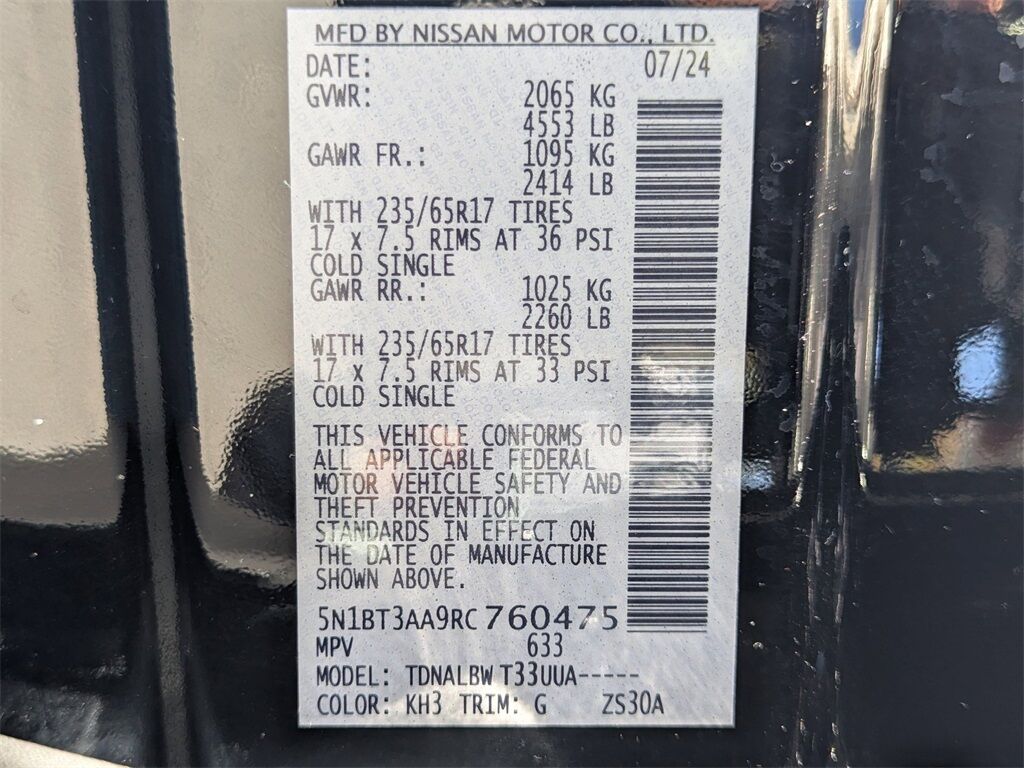 MFD BY NISSAN MOTOR CO., LTD.
DATE: 07/24
GVWR: 2065 KG
4553 LB
GAWR FR.: 1095 KG
2414 LB
WITH 235/65R17 TIRES
17 x 7.5 RIMS AT 36 PSI
COLD SINGLE
GAWR RR.: 1025 KG
2260 LB
WITH 235/65R17 TIRES
17 x 7.5 RIMS AT 33 PSI
COLD SINGLE
THIS VEHICLE CONFORMS TO
ALL APPLICABLE FEDERAL
MOTOR VEHICLE SAFETY AND
THEFT PREVENTION
STANDARDS IN EFFECT ON
THE DATE OF MANUFACTURE
SHOWN ABOVE.
5N1BT3AA9RC760475
MPV 633
MODEL: TDNALBW T33UUA-----
COLOR: KH3 TRIM: G ZS30A